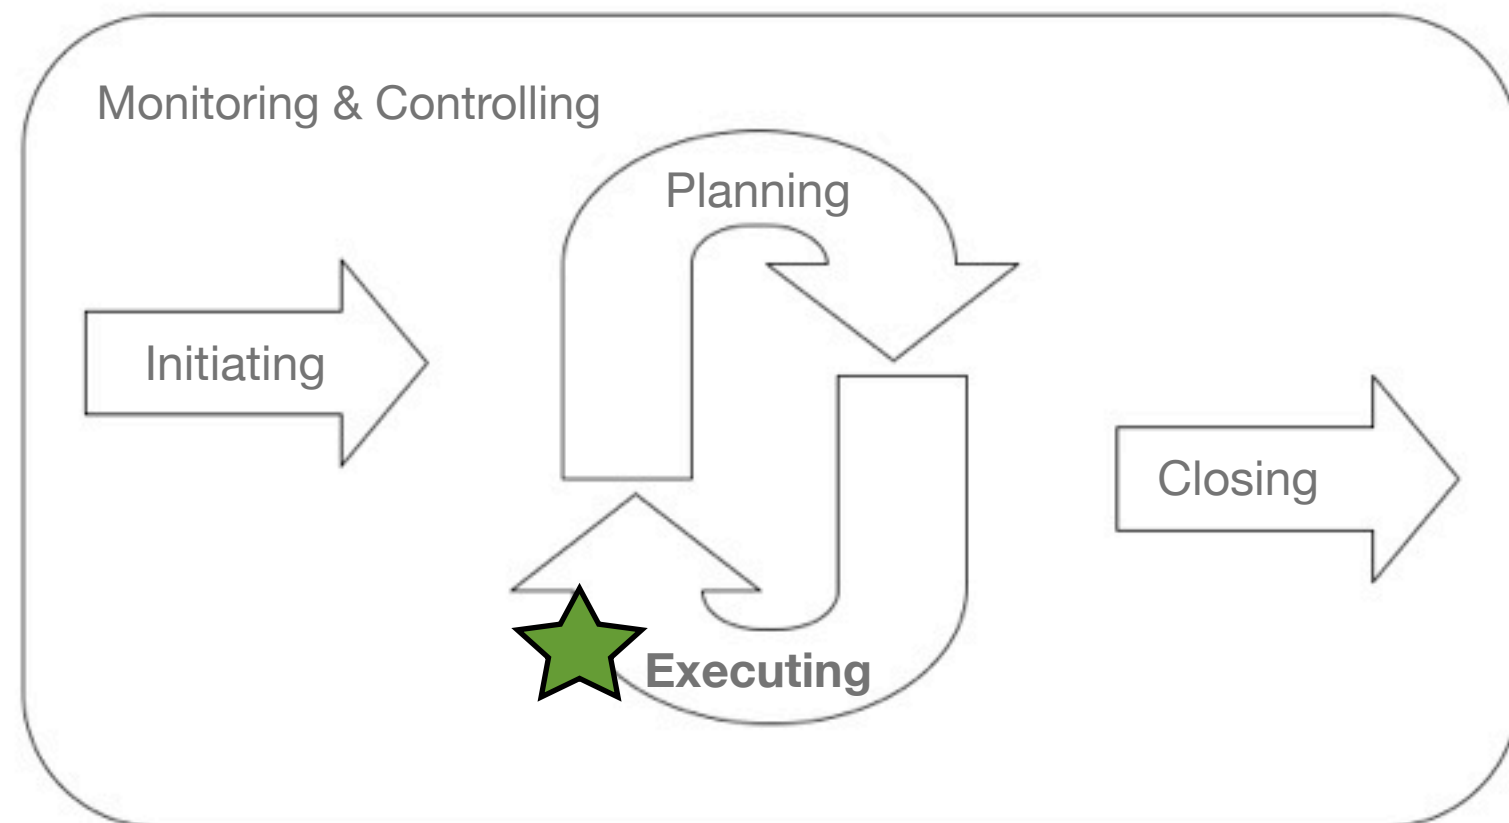 Monitoring & Controlling
Planning
Initiating
Closing
Executing